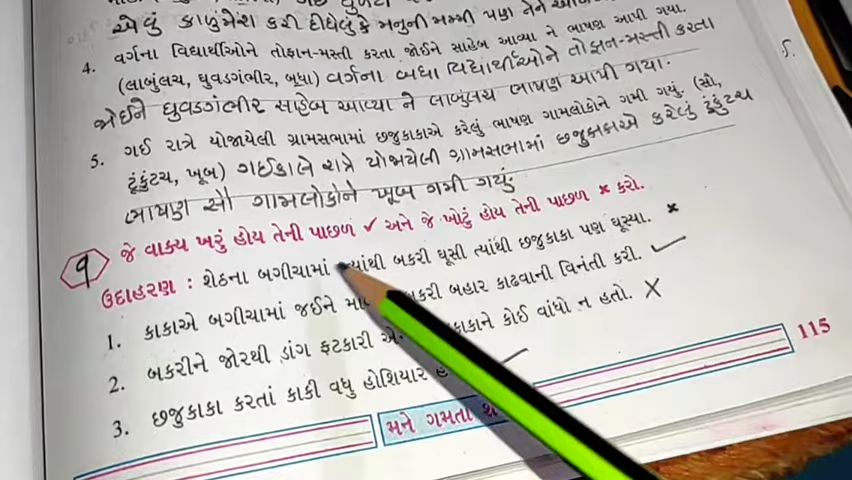 એવું કાળુંમેશ કરી દીધેલું કે મનુની મમ્મી પણ તેને
4. વર્ગના વિદ્યાર્થીઓને તોફાન-મસ્તી કરતા જોઈને સાહેબ આવ્યા ને ભાષણ આપી ગયા.
(લાબુંલચ, ઘુવડગંભીર, બધા) વર્ગના બધા વિદ્યાર્થીઓને તોફાન-મસ્તી કરતા
જોઈને ઘુવડગંભીર સાહેબ આવ્યા ને લાબુંલચ ભાષણ આપી ગયા.
5. ગઈ રાત્રે યોજાયેલી ગ્રામસભામાં છજુકાકાએ કરેલું ભાષણ ગામલોકોને ગમી ગયું. (સૌ,
ટૂંકુંટચ, ખૂબ) ગઈકાલે રાત્રે યોજાયેલી ગ્રામસભામાં છજુકાકાએ કરેલું ટૂંકુંટચ
ભાષણ સૌ ગામલોકોને ખૂબ ગમી ગયું.
9 જે વાક્ય ખરું હોય તેની પાછળ ✓ અને જે ખોટું હોય તેની પાછળ × કરો.
ઉદાહરણ : શેઠના બગીચામાં જ્યાંથી બકરી ઘૂસી ત્યાંથી છજુકાકા પણ ઘૂસ્યા. ×
1. કાકાએ બગીચામાં જઈને બકરી બહાર કાઢવાની વિનંતી કરી. ✓
2. બકરીને જોરથી ડાંગ ફટકારી કાકાને કોઈ વાંધો ન હતો. ×
3. છજુકાકા કરતાં કાકી વધુ હોશિયાર ✓
મને ગમતા
115